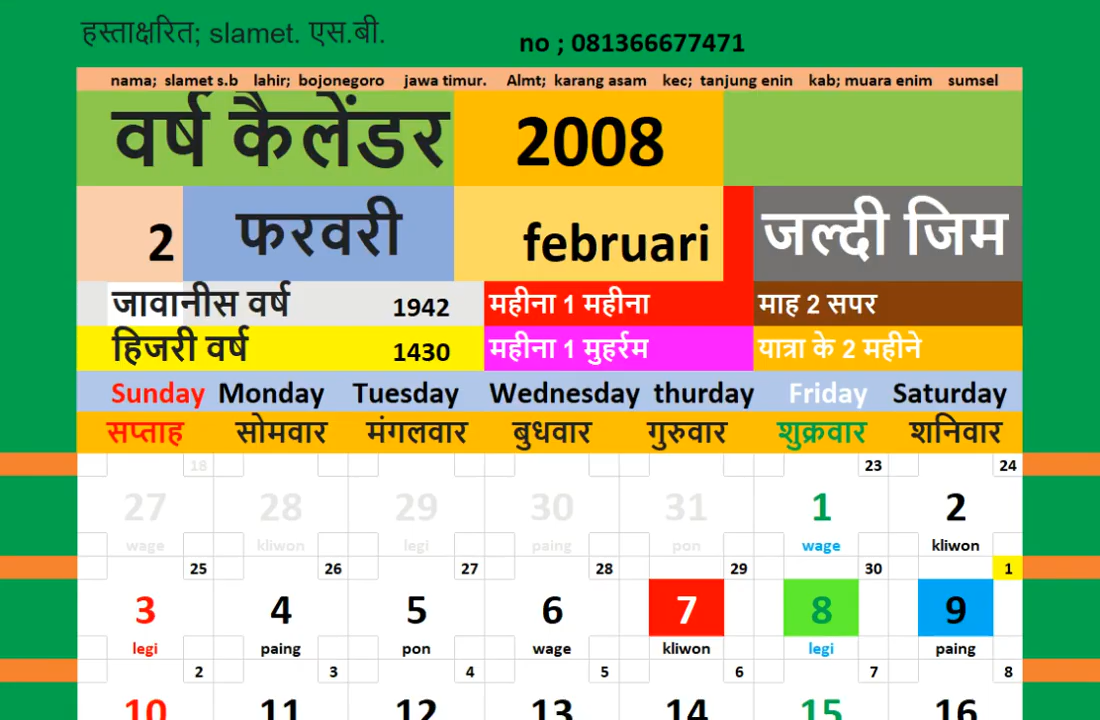 हस्ताक्षरित; slamet. एस.बी.
no ; 081366677471
nama; slamet s.b lahir; bojonegoro jawa timur. Almt; karang asam kec; tanjung enin kab; muara enim sumsel
वर्ष कैलेंडर 2008
2 फरवरी februari जल्दी जिम
जावानीस वर्ष 1942 महीना 1 महीना माह 2 सपर
हिजरी वर्ष 1430 महीना 1 मुहर्रम यात्रा के 2 महीने
Sunday Monday Tuesday Wednesday thurday Friday Saturday
सप्ताह सोमवार मंगलवार बुधवार गुरुवार शुक्रवार शनिवार
18 23 24
27 28 29 30 31 1 2
wage kliwon legi paing pon wage kliwon
25 26 27 28 29 30 1
3 4 5 6 7 8 9
legi paing pon wage kliwon legi paing
2 3 4 5 6 7 8
10 11 12 13 14 15 16